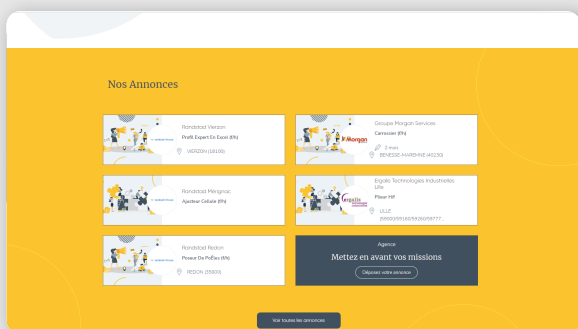 Nos Annonces
Randstad Vierzon
Profil Expert En Excel (f/h)
VIERZON (18100)
Groupe Morgan Services
Carrossier (f/h)
2 mois
BENESSE-MAREMNE (40230)
Morgan
Randstad Mérignac
Ajusteur Cellule (f/h)
Ergalis Technologies Industrielles
Lille
Plieur H/F
LILLE
ergalis
Randstad Redon
Poseur De Poêles (f/h)
REDON (35600)
Agence
Mettez en avant vos missions
Déposez votre annonce
Voir toutes les annonces